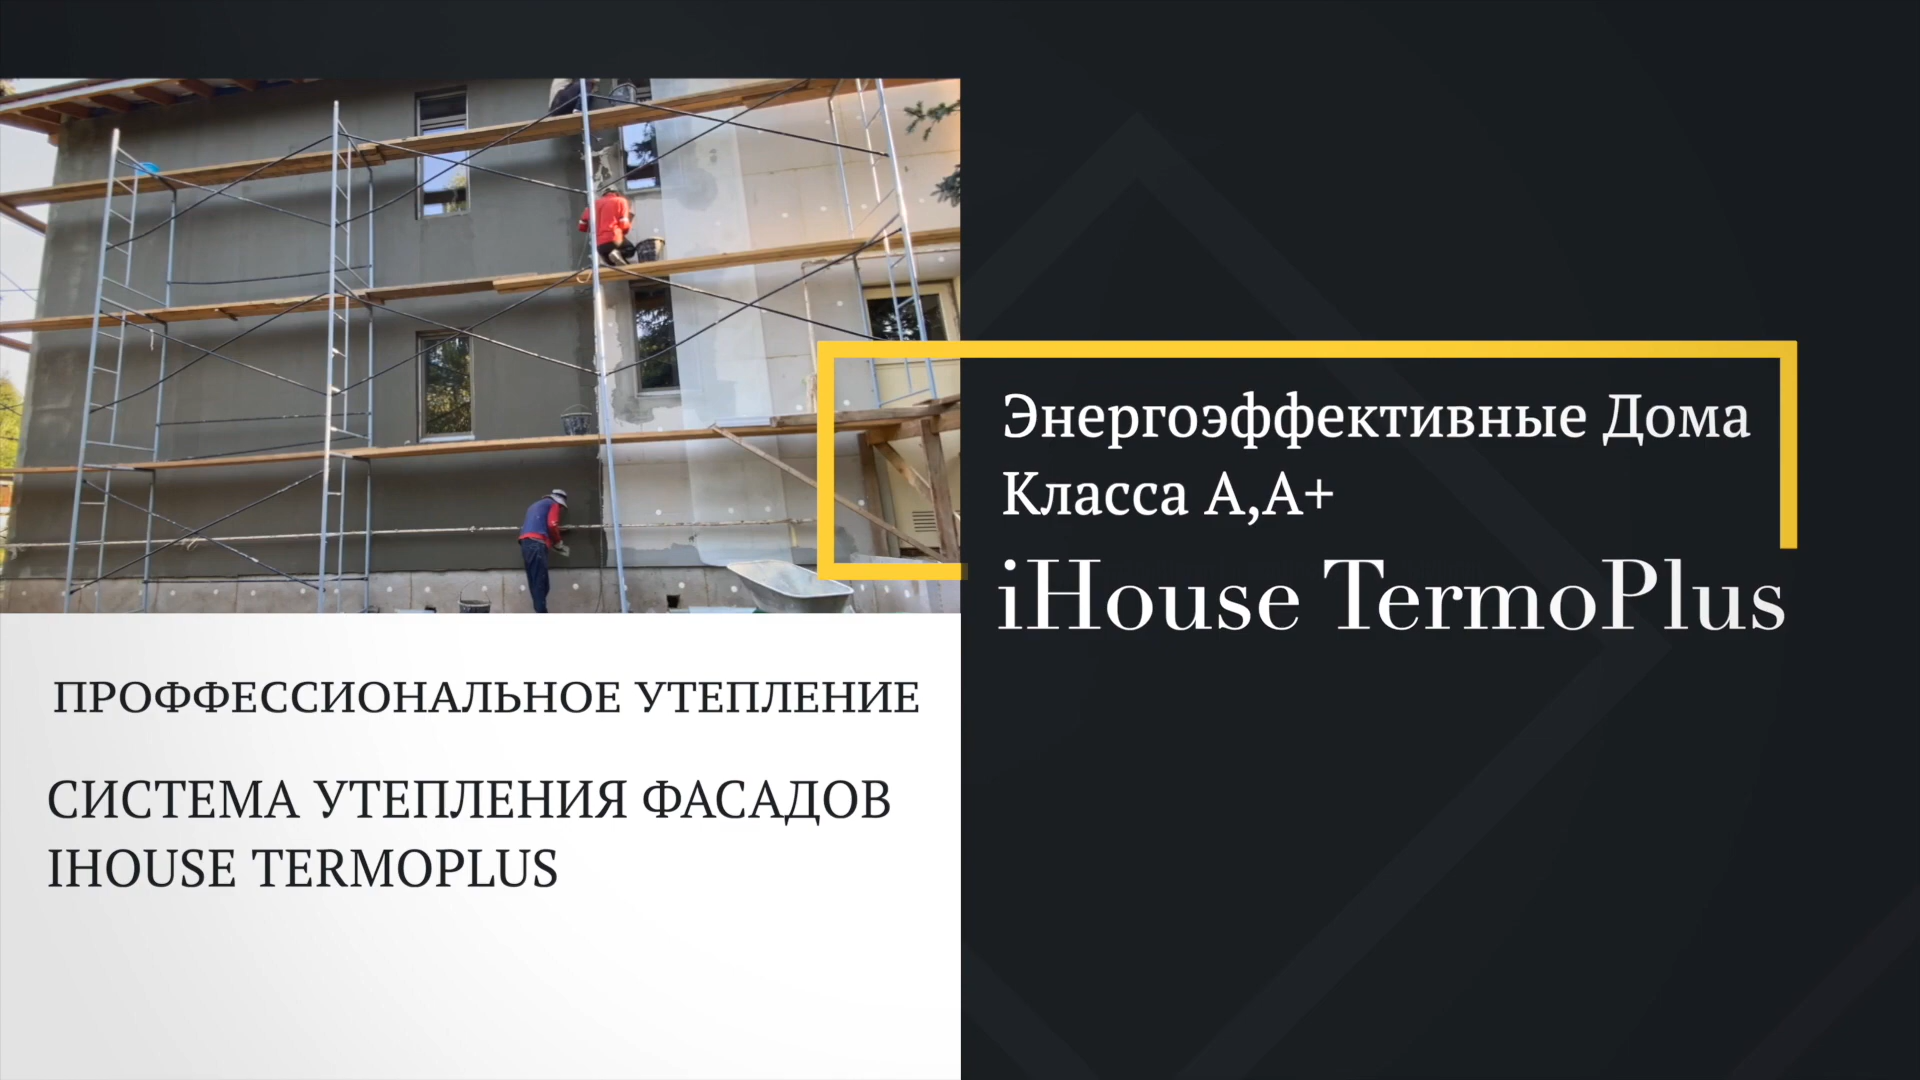 Энергоэффективные Дома
Класса А,А+
iHouse TermoPlus
ПРОФФЕССИОНАЛЬНОЕ УТЕПЛЕНИЕ
СИСТЕМА УТЕПЛЕНИЯ ФАСАДОВ
IHOUSE TERMOPLUS